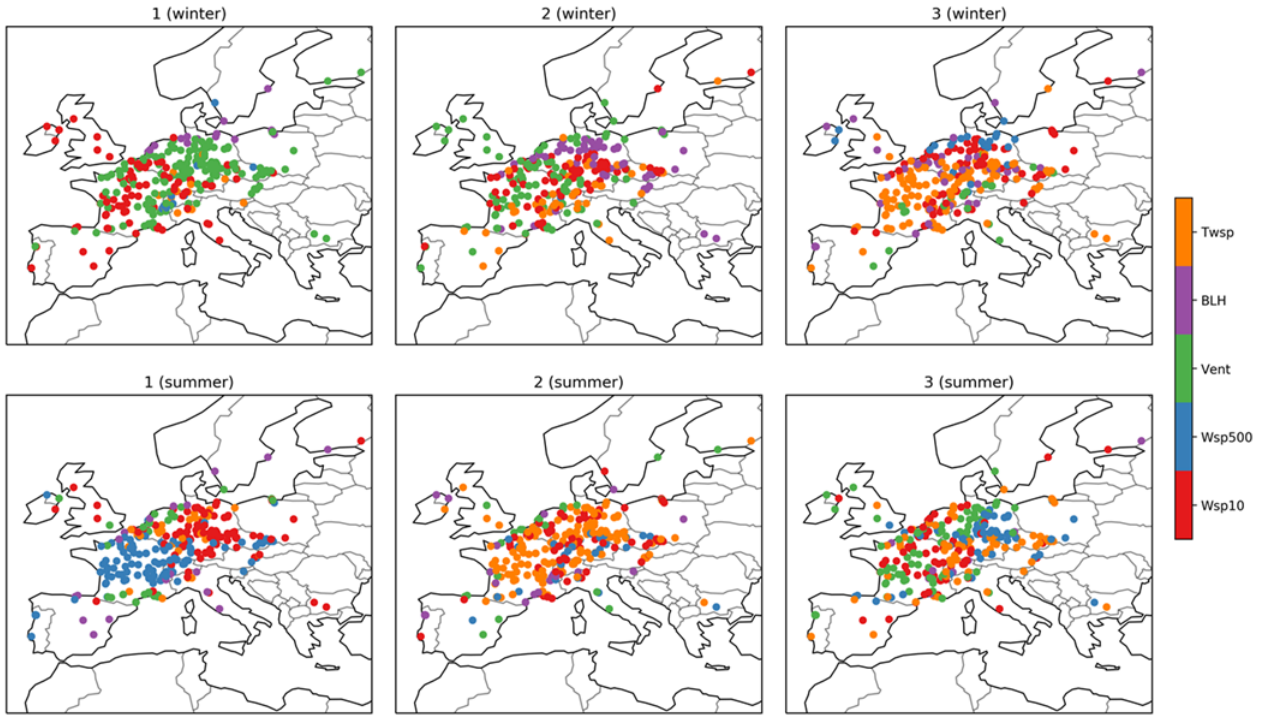 1 (winter)
2 (winter)
3 (winter)
1 (summer)
2 (summer)
3 (summer)
Twsp
BLH
Vent
Wsp500
Wsp10